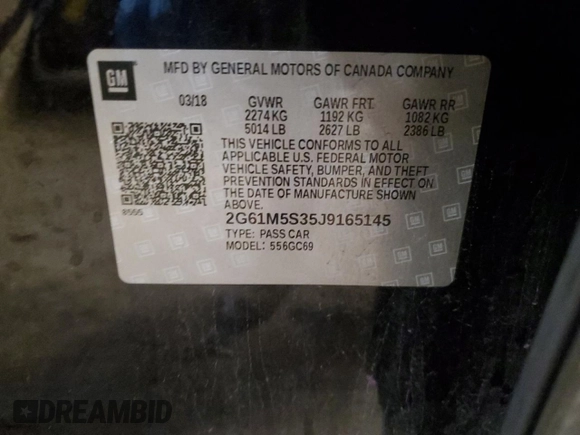 GM
MFD BY GENERAL MOTORS OF CANADA COMPANY
03/18 GVWR GAWR FRT. GAWR RR
2274 KG 1192 KG 1082 KG
5014 LB 2627 LB 2386 LB
THIS VEHICLE CONFORMS TO ALL
APPLICABLE U.S. FEDERAL MOTOR
VEHICLE SAFETY, BUMPER, AND THEFT
PREVENTION STANDARDS IN EFFECT ON
THE DATE OF MANUFACTURE SHOWN
ABOVE.
2G61M5S35J9165145
TYPE: PASS CAR
MODEL: 556GC69
DREAMBID